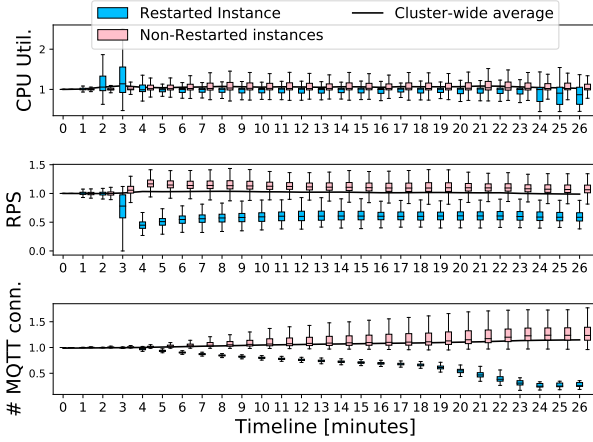 Restarted Instance
Cluster-wide average
Non-Restarted instances
CPU Util.
2
1
0 1 2 3 4 5 6 7 8 9 10 11 12 13 14 15 16 17 18 19 20 21 22 23 24 25 26
RPS
1.5
1.0
0.5
0.0
0 1 2 3 4 5 6 7 8 9 10 11 12 13 14 15 16 17 18 19 20 21 22 23 24 25 26
# MQTT conn.
1.5
1.0
0.5
0 1 2 3 4 5 6 7 8 9 10 11 12 13 14 15 16 17 18 19 20 21 22 23 24 25 26
Timeline [minutes]